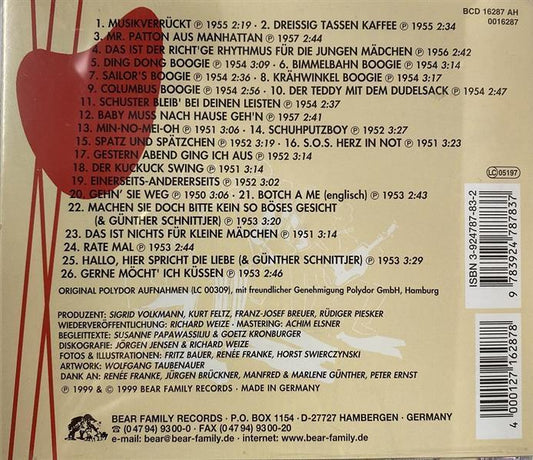 BCD 16287 AH
0016287
1. MUSIKVERRÜCKT ℗ 1955 2:19 · 2. DREISSIG TASSEN KAFFEE ℗ 1955 2:34
3. MR. PATTON AUS MANHATTAN ℗ 1957 2:44
4. DAS IST DER RICHT'GE RHYTHMUS FÜR DIE JUNGEN MÄDCHEN ℗ 1956 2:42
5. DING DONG BOOGIE ℗ 1954 3:09 · 6. BIMMELBAHN BOOGIE ℗ 1954 3:14
7. SAILOR'S BOOGIE ℗ 1954 2:36 · 8. KRÄHWINKEL BOOGIE ℗ 1954 3:17
9. COLUMBUS BOOGIE ℗ 1954 2:56 · 10. DER TEDDY MIT DEM DUDELSACK ℗ 1954 2:47
11. SCHUSTER BLEIB' BEI DEINEN LEISTEN ℗ 1954 2:37
12. BABY MUSS NACH HAUSE GEH'N ℗ 1957 2:41
13. MIN-NO-MEI-OH ℗ 1951 3:06 · 14. SCHUHPUTZBOY ℗ 1952 3:27
15. SPATZ UND SPÄTZCHEN ℗ 1952 3:19 · 16. S.O.S. HERZ IN NOT ℗ 1951 3:23
17. GESTERN ABEND GING ICH AUS ℗ 1952 3:14
18. DER KUCKUCK SWING ℗ 1951 3:14
19. EINERSEITS-ANDERERSEITS ℗ 1952 3:02
20. GEHN' SIE WEG ℗ 1950 3:06 · 21. BOTCH A ME (englisch) ℗ 1953 2:43
22. MACHEN SIE DOCH BITTE KEIN SO BÖSES GESICHT
(& GÜNTHER SCHNITTJER) ℗ 1953 3:20
23. DAS IST NICHTS FÜR KLEINE MÄDCHEN ℗ 1951 3:14
24. RATE MAL ℗ 1953 2:44
25. HALLO, HIER SPRICHT DIE LIEBE (& GÜNTHER SCHNITTJER) ℗ 1953 3:29
26. GERNE MÖCHT' ICH KÜSSEN ℗ 1953 2:46
LC 05197
ISBN 3-924787-83-2
9 783924 787837
ORIGINAL POLYDOR AUFNAHMEN (LC 00309), mit freundlicher Genehmigung Polydor GmbH, Hamburg
PRODUZENT: SIGRID VOLKMANN, KURT FELTZ, FRANZ-JOSEF BREUER, RÜDIGER PIESKER
WIEDERVERÖFFENTLICHUNG: RICHARD WEIZE · MASTERING: ACHIM ELSNER
BEGLEITTEXTE: SUSANNE PAPAWASSILIU & GOETZ KRONBURGER
DISKOGRAFIE: JÖRGEN JENSEN & RICHARD WEIZE
FOTOS & ILLUSTRATIONEN: FRITZ BAUER, RENÉE FRANKE, HORST SWIERCZYNSKI
ARTWORK: WOLFGANG TAUBENAUER
DANK AN: RENÉE FRANKE, JÜRGEN BRÜCKNER, MANFRED & MARLENE GÜNTHER, PETER ERNST
℗ 1999 & © 1999 BEAR FAMILY RECORDS · MADE IN GERMANY
BEAR FAMILY RECORDS · P.O. BOX 1154 · D-27727 HAMBERGEN · GERMANY
☎ (0 47 94) 93 00-0 · FAX (0 47 94) 93 00-20
e-mail: bear@bear-family.de · internet: www.bear-family.de
4 000127 162878